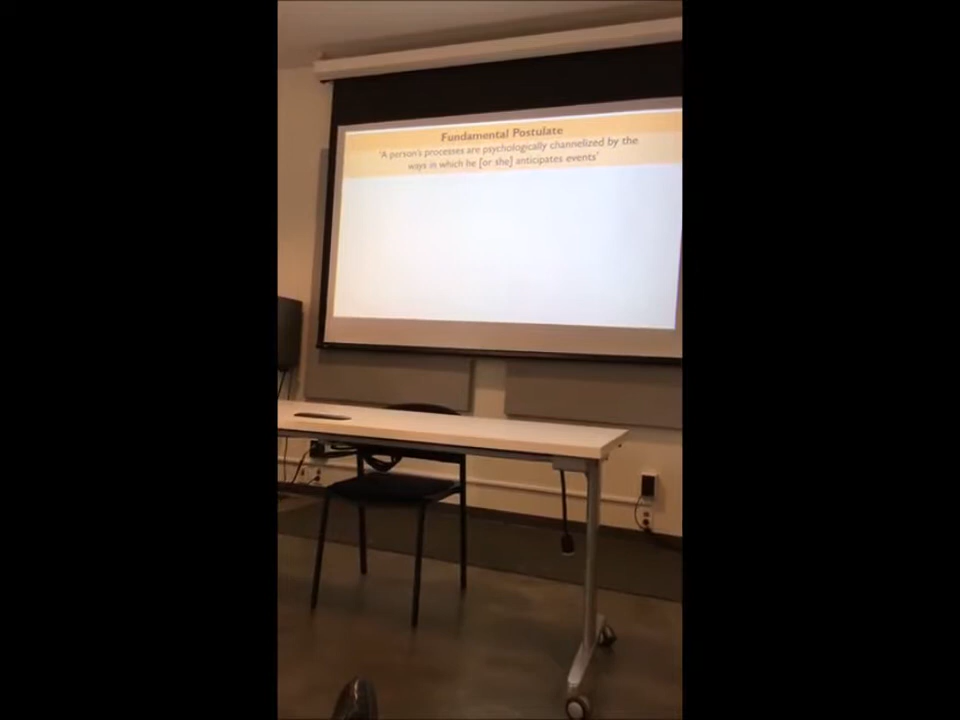 Fundamental Postulate
'A person's processes are psychologically channelized by the
ways in which he [or she] anticipates events'